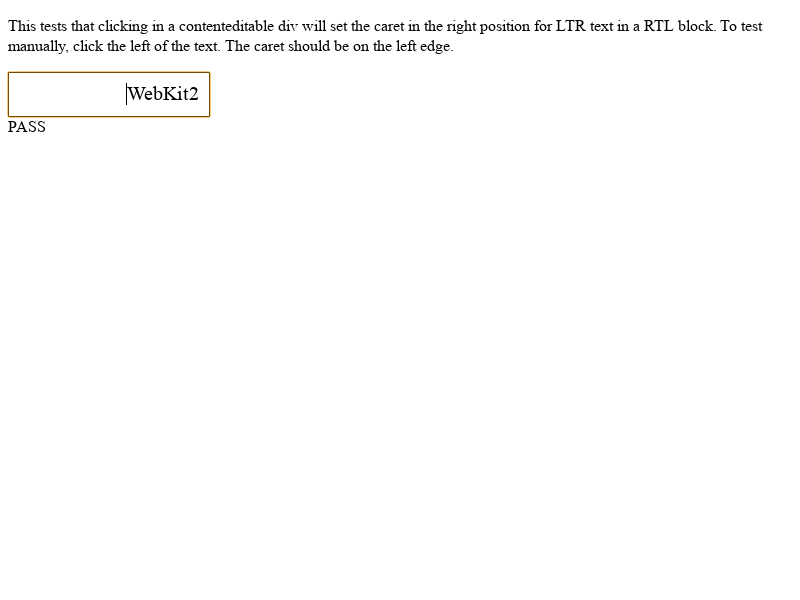 This tests that clicking in a contenteditable div will set the caret in the right position for LTR text in a RTL block. To test
manually, click the left of the text. The caret should be on the left edge.
WebKit2
PASS